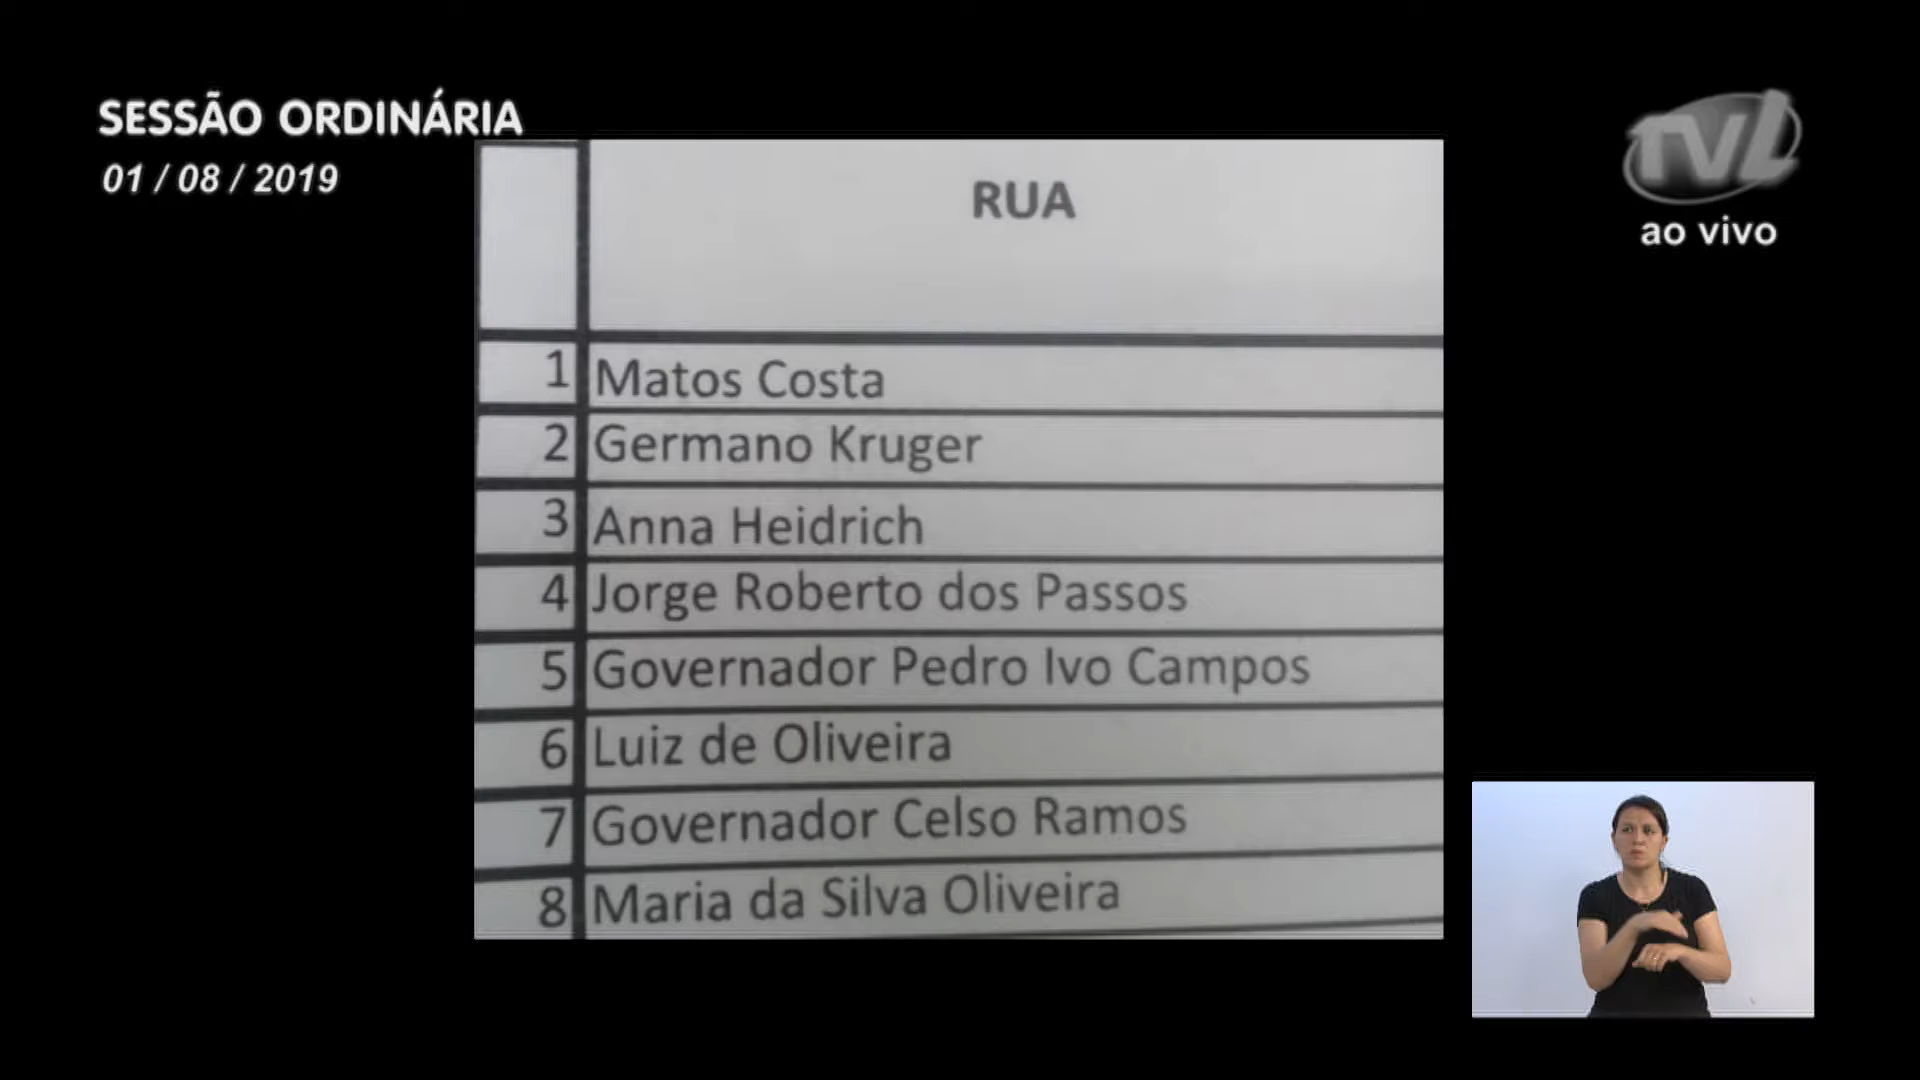 SESSÃO ORDINÁRIA
01 / 08 / 2019
TVL
ao vivo
RUA
1 Matos Costa
2 Germano Kruger
3 Anna Heidrich
4 Jorge Roberto dos Passos
5 Governador Pedro Ivo Campos
6 Luiz de Oliveira
7 Governador Celso Ramos
8 Maria da Silva Oliveira